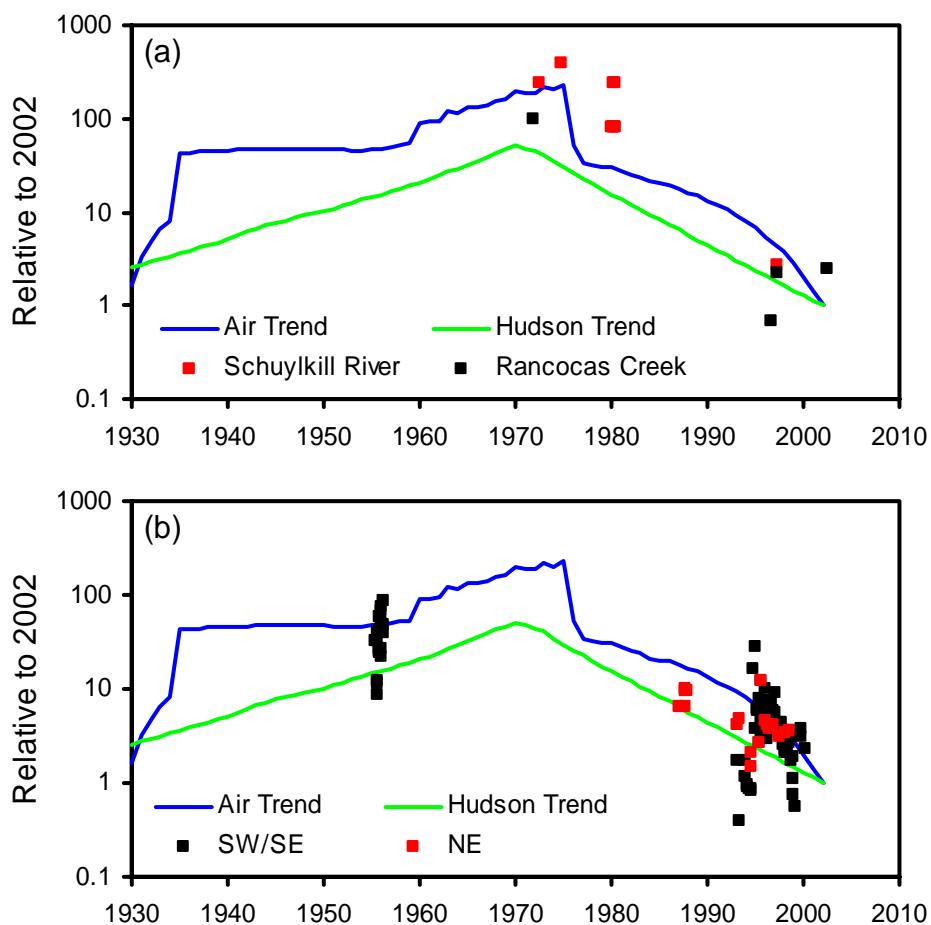 1000
(a)
100
10
1
0.1
Relative to 2002
Air Trend Hudson Trend
Schuylkill River Rancocas Creek
1930 1940 1950 1960 1970 1980 1990 2000 2010
1000
(b)
100
10
1
0.1
Relative to 2002
Air Trend Hudson Trend
SW/SE NE
1930 1940 1950 1960 1970 1980 1990 2000 2010